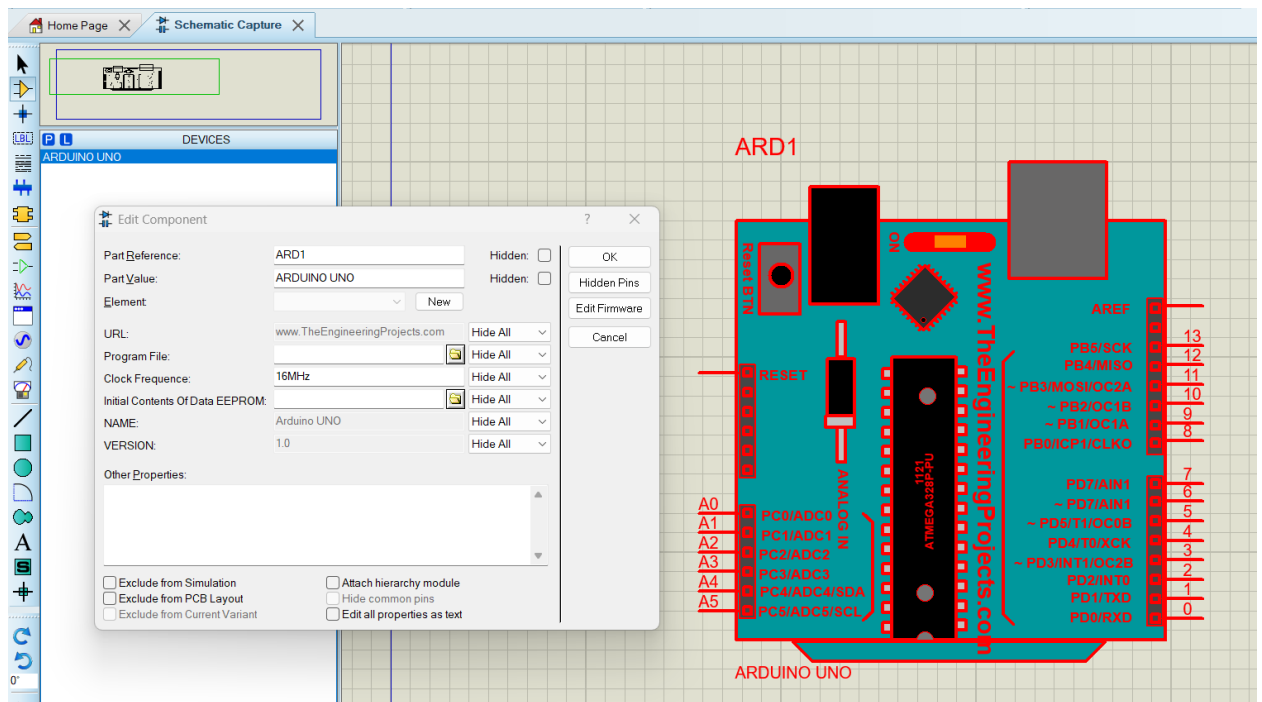 Home Page
Schematic Capture
LBL
P L DEVICES
ARDUINO UNO
A
S
0°
Edit Component ?
Part Reference: ARD1 Hidden:
Part Value: ARDUINO UNO Hidden:
Element: New
URL: www.TheEngineeringProjects.com Hide All
Program File: Hide All
Clock Frequency: 16MHz Hide All
Initial Contents Of Data EEPROM: Hide All
NAME: Arduino UNO Hide All
VERSION: 1.0 Hide All
Other Properties:
Exclude from Simulation
Exclude from PCB Layout
Exclude from Current Variant
Attach hierarchy module
Hide common pins
Edit all properties as text
OK
Hidden Pins
Edit Firmware
Cancel
ARD1
Reset BTN
ON
www.TheEngineeringProjects.com
RESET
1121
ATMEGA328P-PU
ANALOG IN
A0 PC0/ADC0
A1 PC1/ADC1
A2 PC2/ADC2
A3 PC3/ADC3
A4 PC4/ADC4/SDA
A5 PC5/ADC5/SCL
AREF
PB5/SCK 13
PB4/MISO 12
~ PB3/MOSI/OC2A 11
~ PB2/OC1B 10
~ PB1/OC1A 9
PB0/ICP1/CLKO 8
PD7/AIN1 7
~ PD7/AIN1 6
~ PD5/T1/OC0B 5
PD4/T0/XCK 4
~ PD3/INT1/OC2B 3
PD2/INT0 2
PD1/TXD 1
PD0/RXD 0
ARDUINO UNO